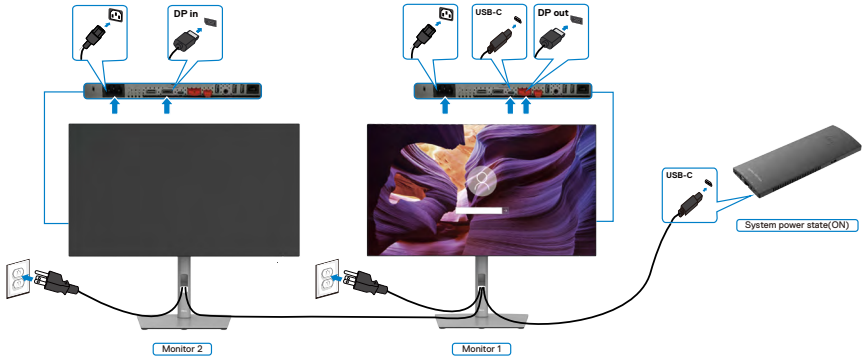 DP in
USB-C
DP out
USB-C
System power state(ON)
Monitor 2
Monitor 1